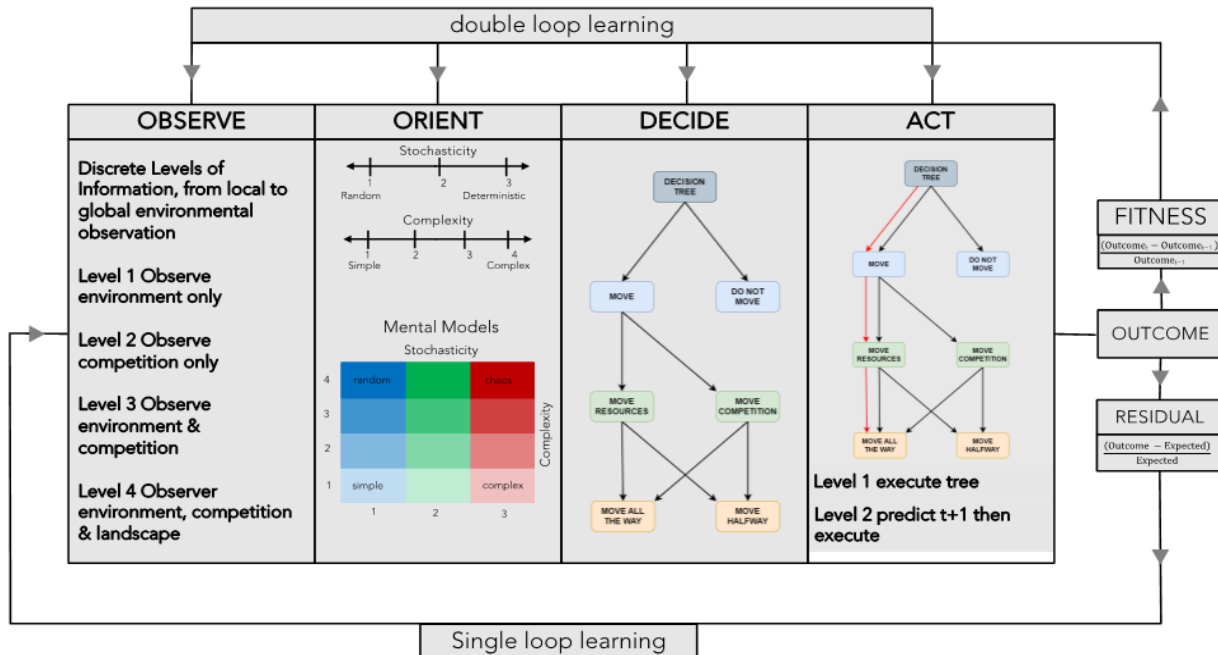 double loop learning
OBSERVE
Discrete Levels of
Information, from local to
global environmental
observation
Level 1 Observe
environment only
Level 2 Observe
competition only
Level 3 Observe
environment &
competition
Level 4 Observer
environment, competition
& landscape
ORIENT
Stochasticity
1 2 3
Random Deterministic
Complexity
1 2 3 4
Simple Complex
Mental Models
Stochasticity
4 random chaos
3
2
1 simple complex
1 2 3
Complexity
DECIDE
DECISION
TREE
MOVE
DO NOT
MOVE
MOVE
RESOURCES
MOVE
COMPETITION
MOVE ALL
THE WAY
MOVE
HALFWAY
ACT
DECISION
TREE
MOVE
DO NOT
MOVE
MOVE
RESOURCES
MOVE
COMPETITION
MOVE ALL
THE WAY
MOVE
HALFWAY
Level 1 execute tree
Level 2 predict t+1 then
execute
FITNESS
(Outcomeₜ − Outcomeₜ₋₁)
Outcomeₜ₋₁
OUTCOME
RESIDUAL
(Outcome − Expected)
Expected
Single loop learning